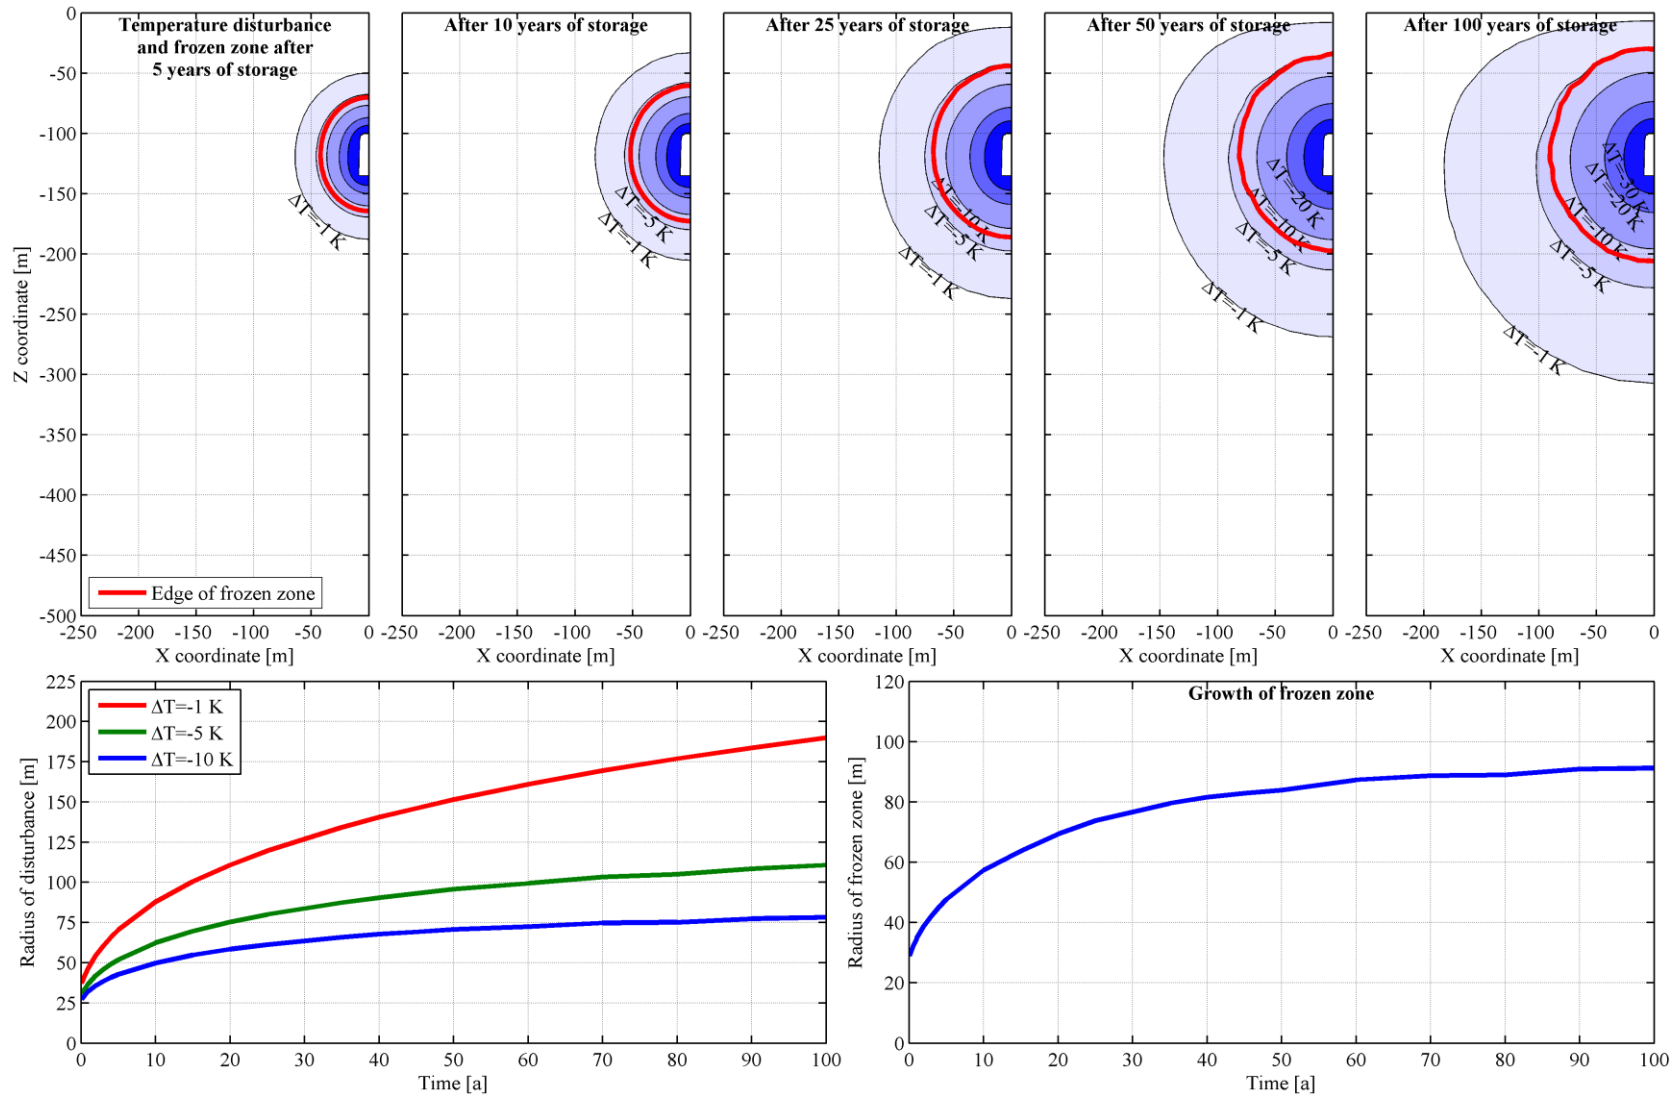 Temperature disturbance
and frozen zone after
5 years of storage
After 10 years of storage
After 25 years of storage
After 50 years of storage
After 100 years of storage
0
-50
-100
-150
-200
-250
-300
-350
-400
-450
-500
Z coordinate [m]
ΔT=-1 K
ΔT=-5 K
ΔT=-1 K
ΔT=-10 K
ΔT=-5 K
ΔT=-1 K
ΔT=-20 K
ΔT=-10 K
ΔT=-5 K
ΔT=-1 K
ΔT=-30 K
ΔT=-20 K
ΔT=-10 K
ΔT=-5 K
ΔT=-1 K
Edge of frozen zone
-250 -200 -150 -100 -50 0
-250 -200 -150 -100 -50 0
-250 -200 -150 -100 -50 0
-250 -200 -150 -100 -50 0
-250 -200 -150 -100 -50 0
X coordinate [m]
X coordinate [m]
X coordinate [m]
X coordinate [m]
X coordinate [m]
225
200
175
150
125
100
75
50
25
0
Radius of disturbance [m]
ΔT=-1 K
ΔT=-5 K
ΔT=-10 K
0 10 20 30 40 50 60 70 80 90 100
Time [a]
Growth of frozen zone
120
100
80
60
40
20
0
Radius of frozen zone [m]
0 10 20 30 40 50 60 70 80 90 100
Time [a]